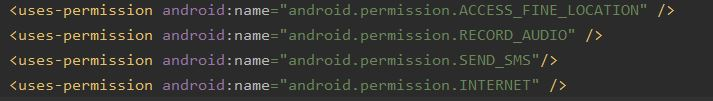 <uses-permission android:name="android.permission.ACCESS_FINE_LOCATION" />
<uses-permission android:name="android.permission.RECORD_AUDIO" />
<uses-permission android:name="android.permission.SEND_SMS"/>
<uses-permission android:name="android.permission.INTERNET" />